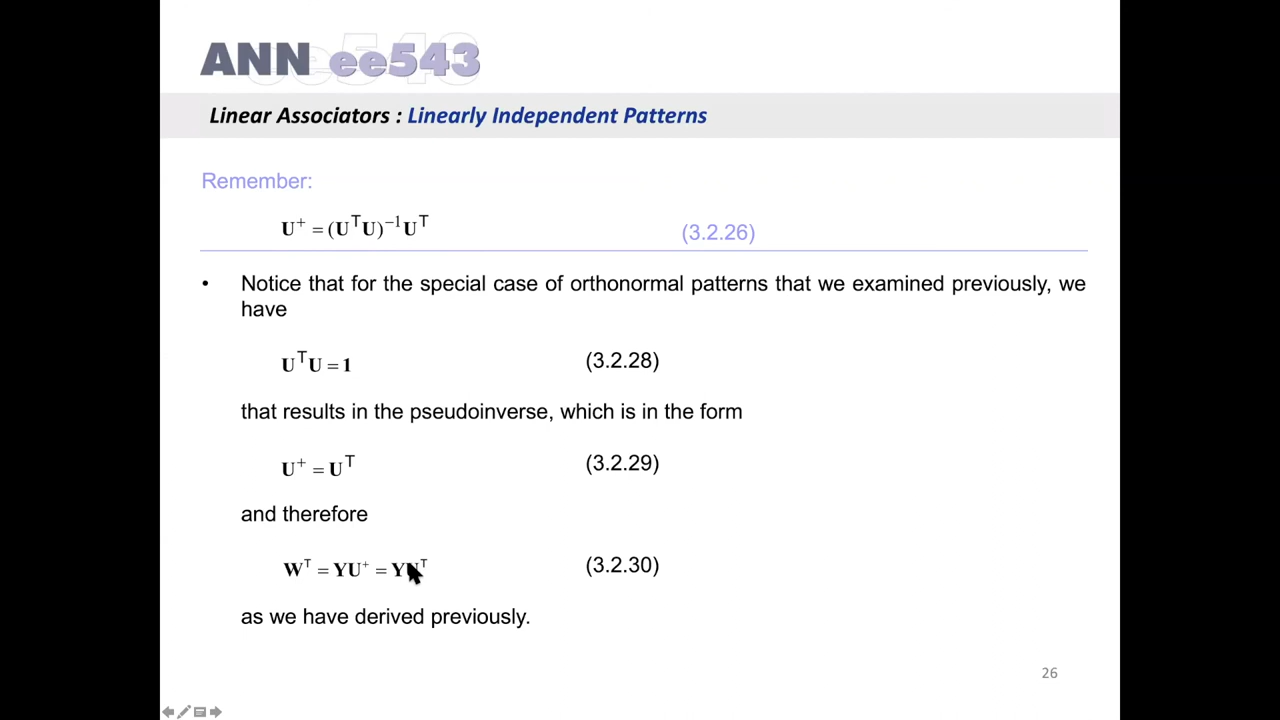 ANN ee543
Linear Associators : Linearly Independent Patterns
Remember:
U⁺ = (UᵀU)⁻¹Uᵀ (3.2.26)
• Notice that for the special case of orthonormal patterns that we examined previously, we
have
UᵀU = 1 (3.2.28)
that results in the pseudoinverse, which is in the form
U⁺ = Uᵀ (3.2.29)
and therefore
Wᵀ = YU⁺ = YUᵀ (3.2.30)
as we have derived previously.
26